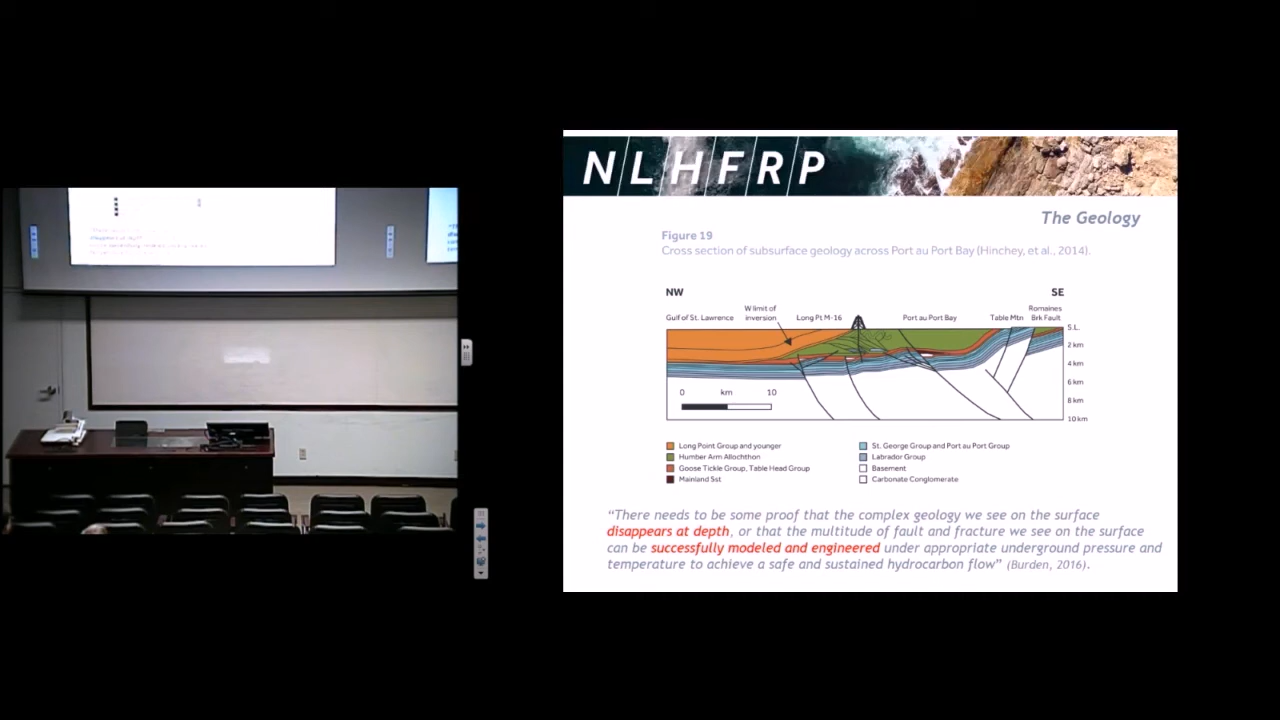 NLHFRP
The Geology
Figure 19
Cross section of subsurface geology across Port au Port Bay (Hinchey, et al., 2014).
NW
SE
Gulf of St. Lawrence
W limit of
inversion
Long Pt M-16
Port au Port Bay
Table Mtn
Romaines
Brk Fault
S.L.
2 km
4 km
6 km
8 km
10 km
0 km 10
Long Point Group and younger
Humber Arm Allochthon
Goose Tickle Group, Table Head Group
Mainland Sst
St. George Group and Port au Port Group
Labrador Group
Basement
Carbonate Conglomerate
“There needs to be some proof that the complex geology we see on the surface
disappears at depth, or that the multitude of fault and fracture we see on the surface
can be successfully modeled and engineered under appropriate underground pressure and
temperature to achieve a safe and sustained hydrocarbon flow” (Burden, 2016).